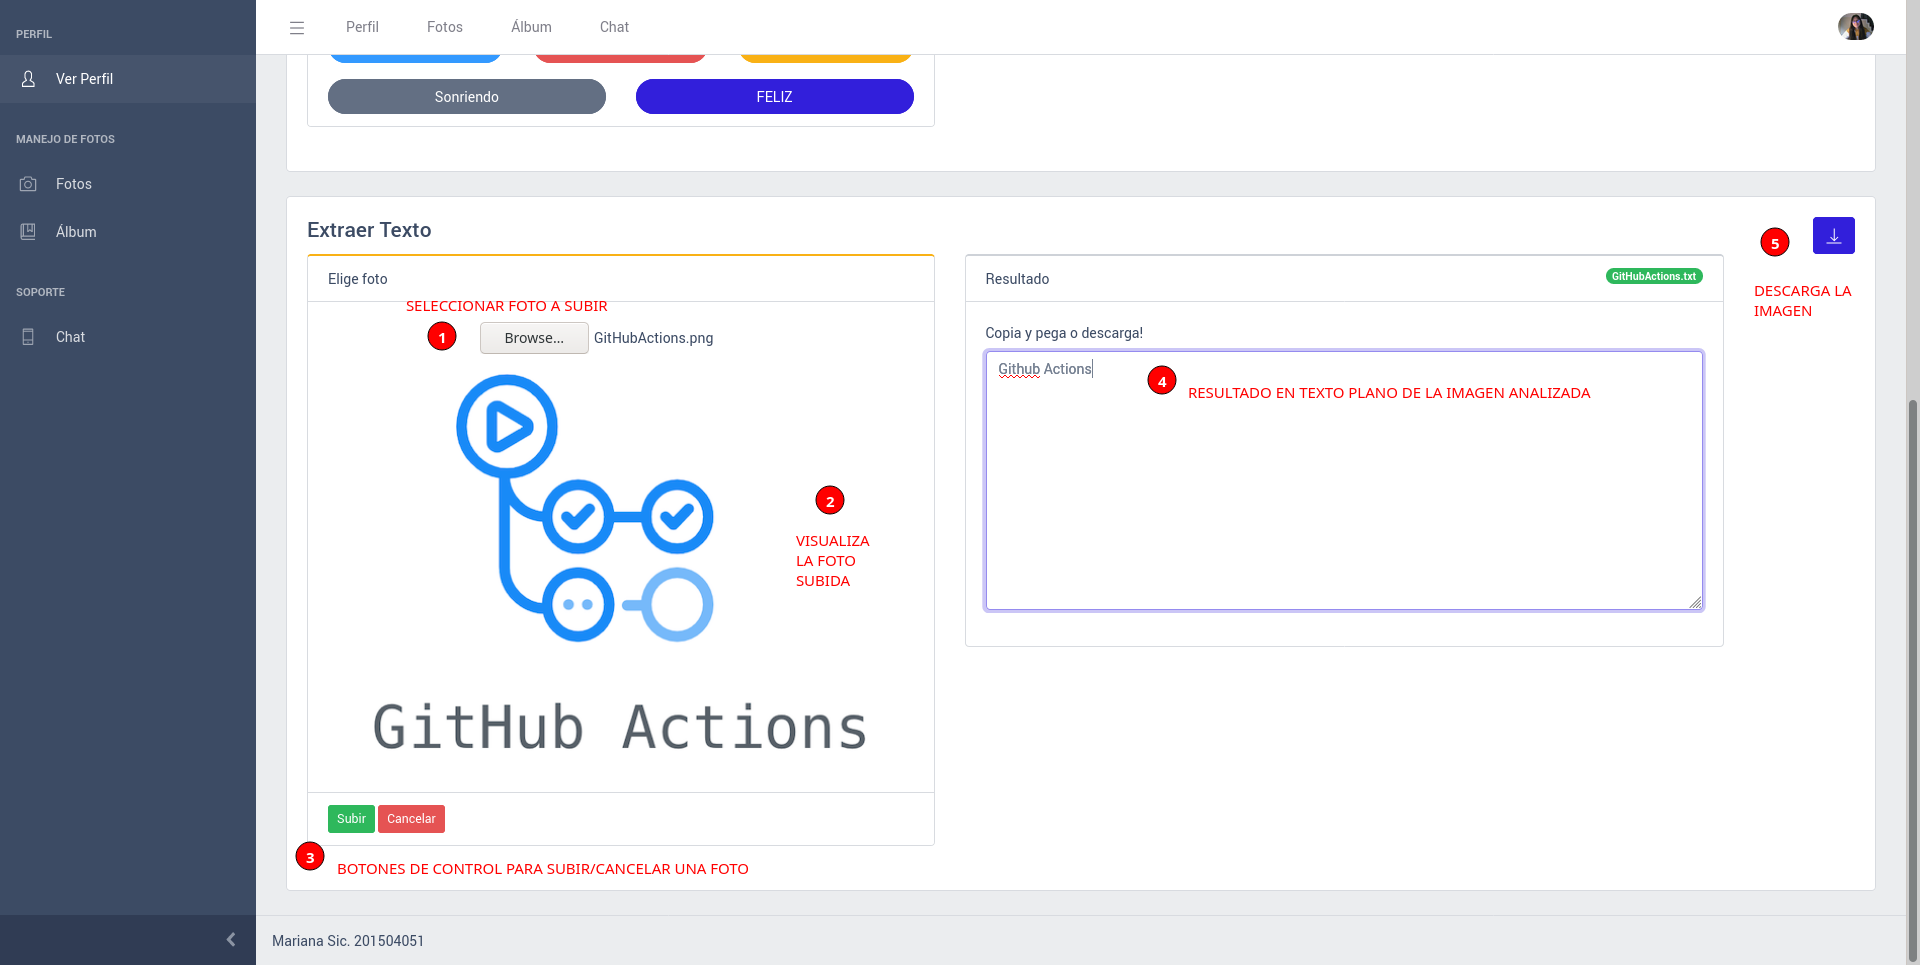 PERFIL
Ver Perfil
MANEJO DE FOTOS
Fotos
Álbum
SOPORTE
Chat
Perfil Fotos Álbum Chat
Sonriendo FELIZ
Extraer Texto
Elige foto
SELECCIONAR FOTO A SUBIR
1 Browse... GitHubActions.png
2
VISUALIZA
LA FOTO
SUBIDA
GitHub Actions
Subir Cancelar
3 BOTONES DE CONTROL PARA SUBIR/CANCELAR UNA FOTO
Resultado GitHubActions.txt
Copia y pega o descarga!
Github Actions
4 RESULTADO EN TEXTO PLANO DE LA IMAGEN ANALIZADA
5
DESCARGA LA
IMAGEN
Mariana Sic. 201504051